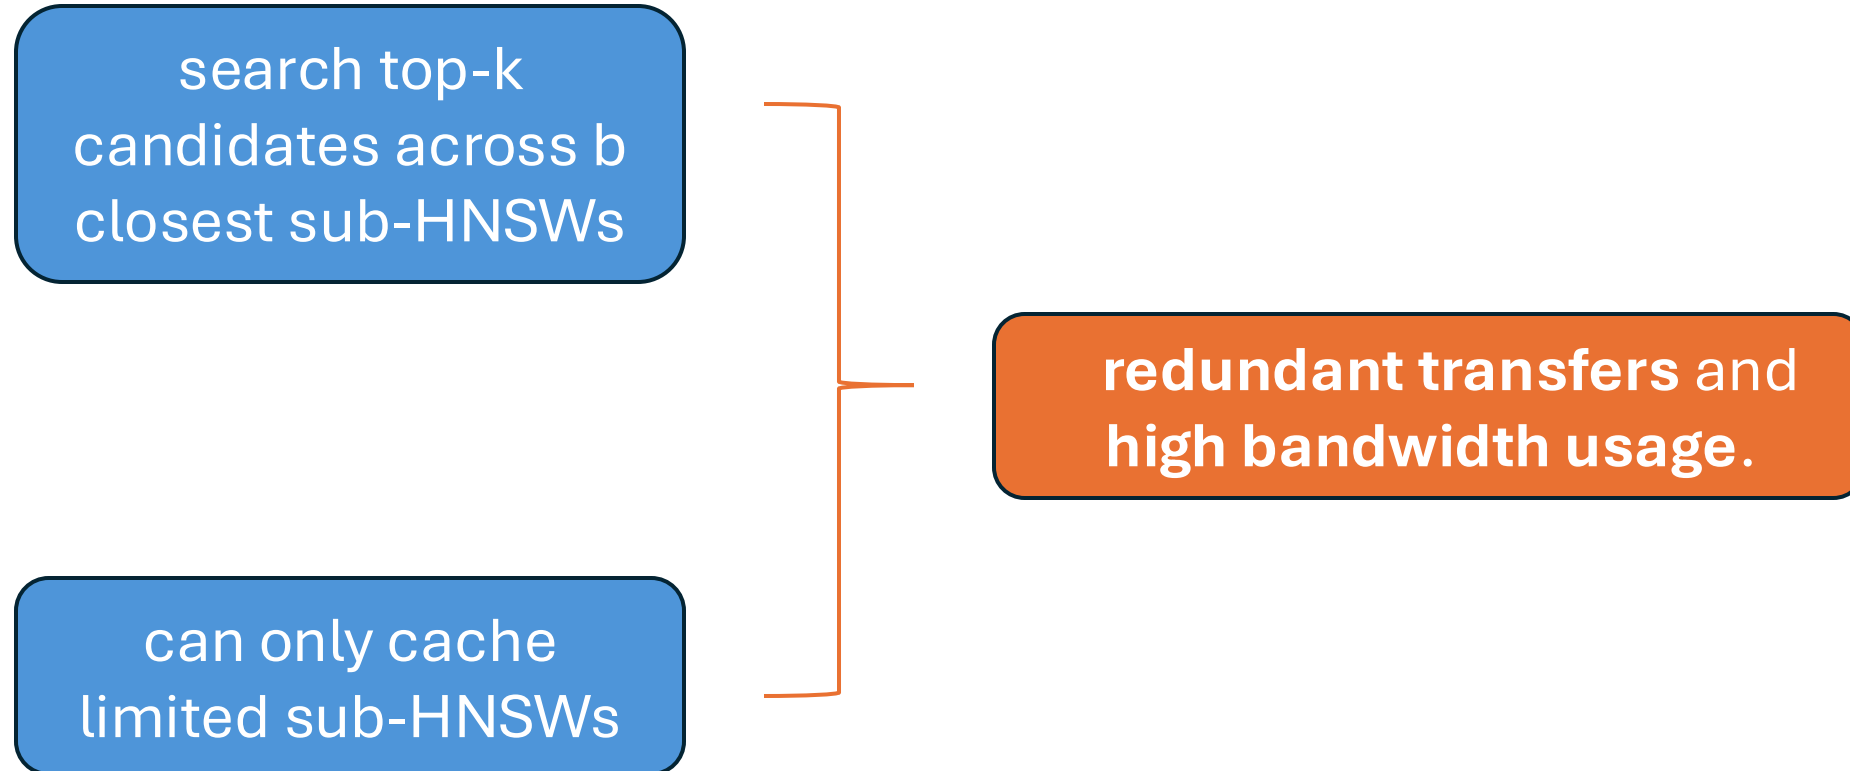 search top-k
candidates across b
closest sub-HNSWs
redundant transfers and
high bandwidth usage.
can only cache
limited sub-HNSWs